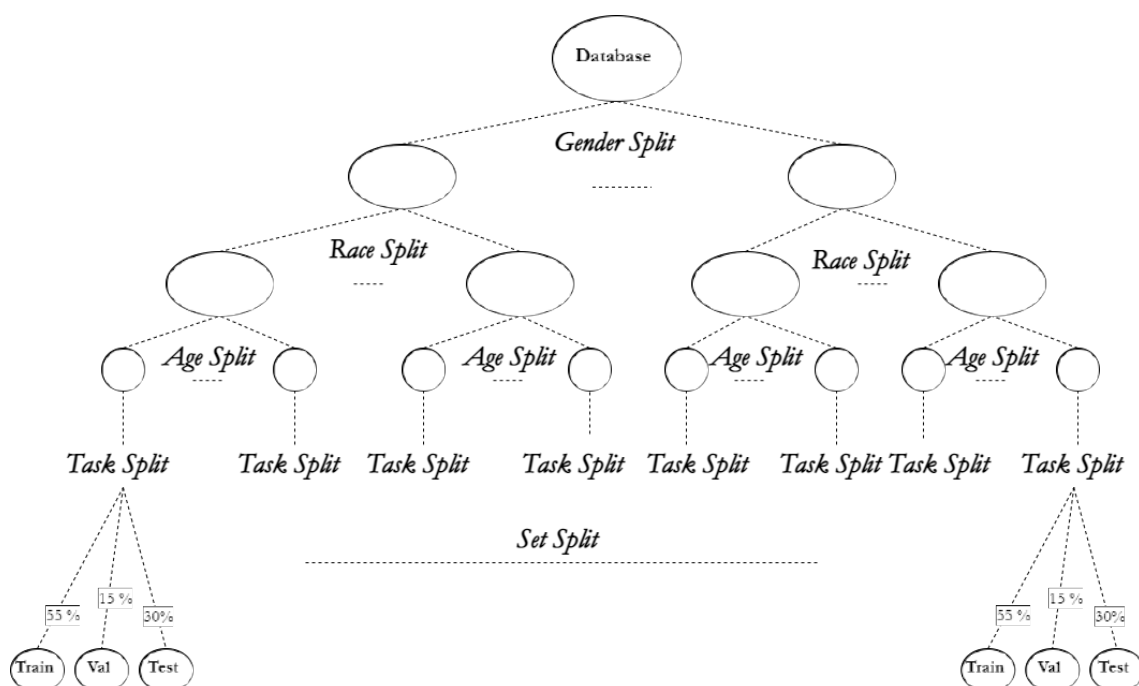 Database
Gender Split
Race Split
Race Split
Age Split
Age Split
Age Split
Age Split
Task Split
Task Split
Task Split
Task Split
Task Split
Task Split
Task Split
Task Split
Set Split
55 %
15 %
30%
55 %
15 %
30%
Train
Val
Test
Train
Val
Test